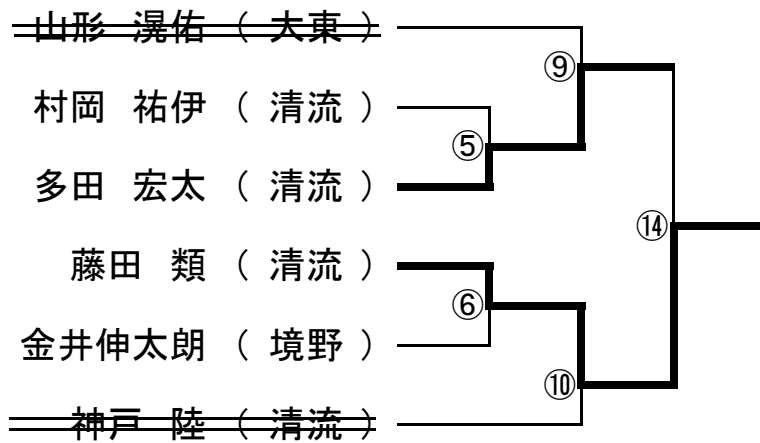 山形 滉佑 ( 大東 )
⑨
村岡 祐伊 ( 清流 )
⑤
多田 宏太 ( 清流 )
⑭
藤田 類 ( 清流 )
⑥
金井伸太朗 ( 境野 )
⑩
神戸 陸 ( 清流 )